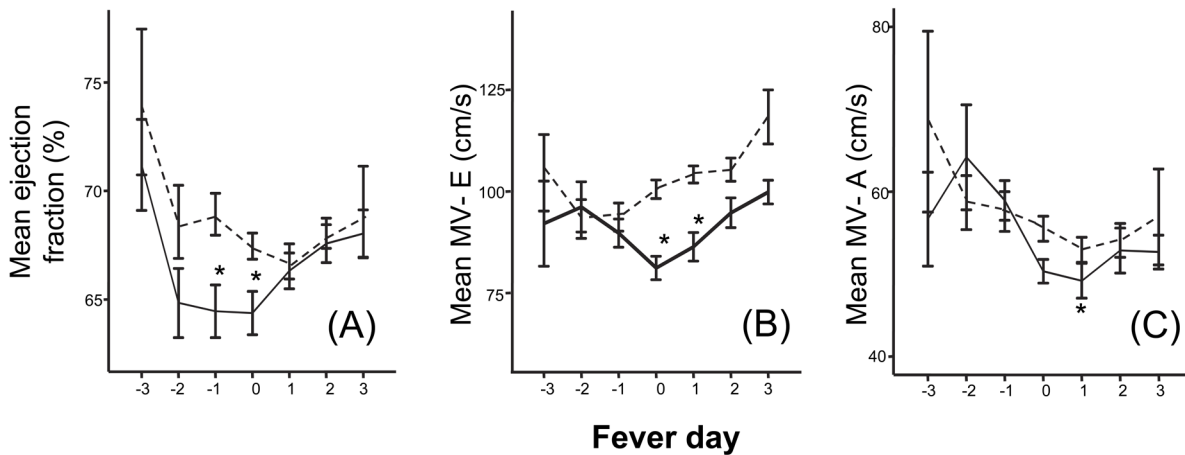 Mean ejection
fraction (%)
75
70
65
-3 -2 -1 0 1 2 3
* *
(A)
Mean MV- E (cm/s)
125
100
75
-3 -2 -1 0 1 2 3
* *
(B)
Mean MV- A (cm/s)
80
60
40
-3 -2 -1 0 1 2 3
*
(C)
Fever day